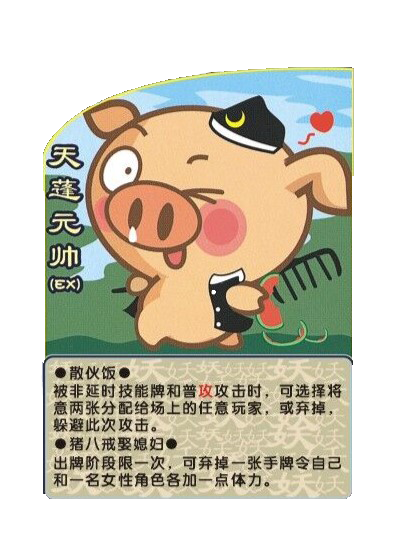 天蓬元帅
(EX)
●散伙饭●
被非延时技能牌和普攻攻击时，可选择将
意两张分配给场上的任意玩家，或弃掉，
躲避此次攻击。
●猪八戒娶媳妇●
出牌阶段限一次，可弃掉一张手牌令自己
和一名女性角色各加一点体力。